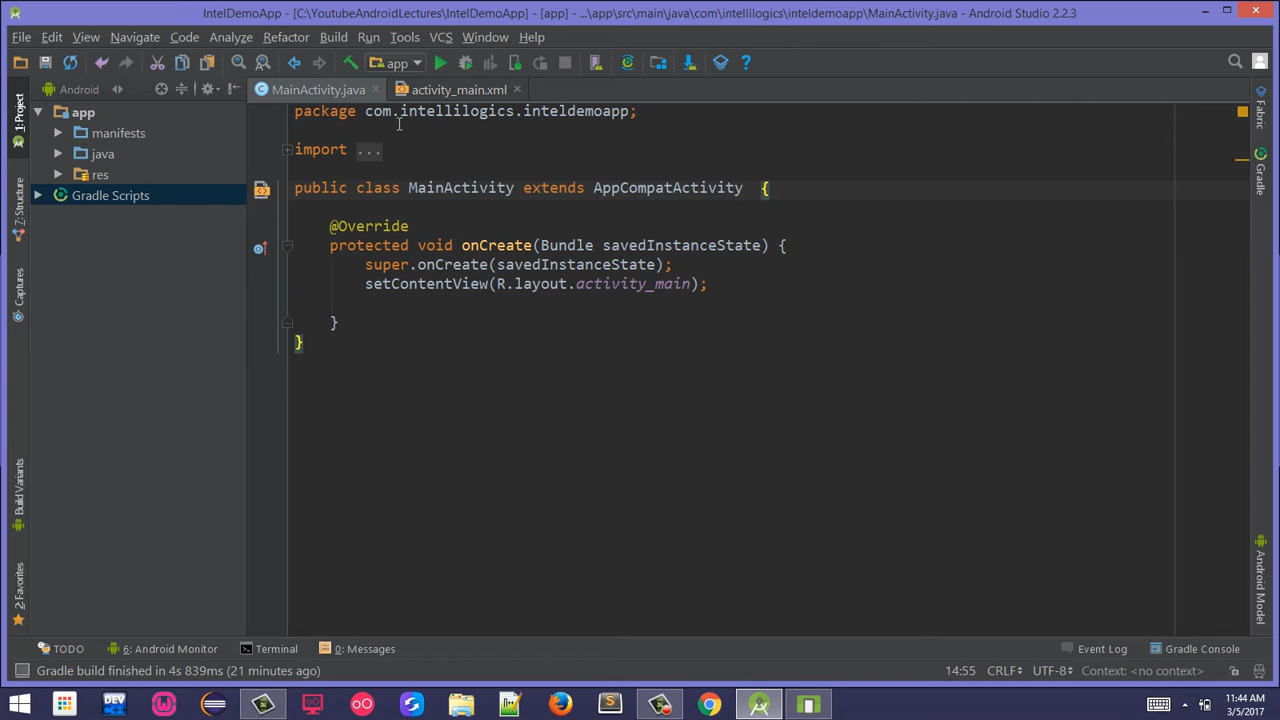 IntelDemoApp - [C:\YoutubeAndroidLectures\IntelDemoApp] - [app] - ...\app\src\main\java\com\intellilogics\inteldemoapp\MainActivity.java - Android Studio 2.2.3
File Edit View Navigate Code Analyze Refactor Build Run Tools VCS Window Help
app
Android
MainActivity.java
activity_main.xml
1: Project
Z: Structure
Captures
Build Variants
2: Favorites
app
manifests
java
res
Gradle Scripts
package com.intellilogics.inteldemoapp;
import ...
public class MainActivity extends AppCompatActivity {
@Override
protected void onCreate(Bundle savedInstanceState) {
super.onCreate(savedInstanceState);
setContentView(R.layout.activity_main);
}
}
Fabric
Gradle
Android Model
TODO 6: Android Monitor Terminal 0: Messages Event Log Gradle Console
Gradle build finished in 4s 839ms (21 minutes ago) 14:55 CRLF UTF-8 Context: <no context>
DEV
11:44 AM
3/5/2017